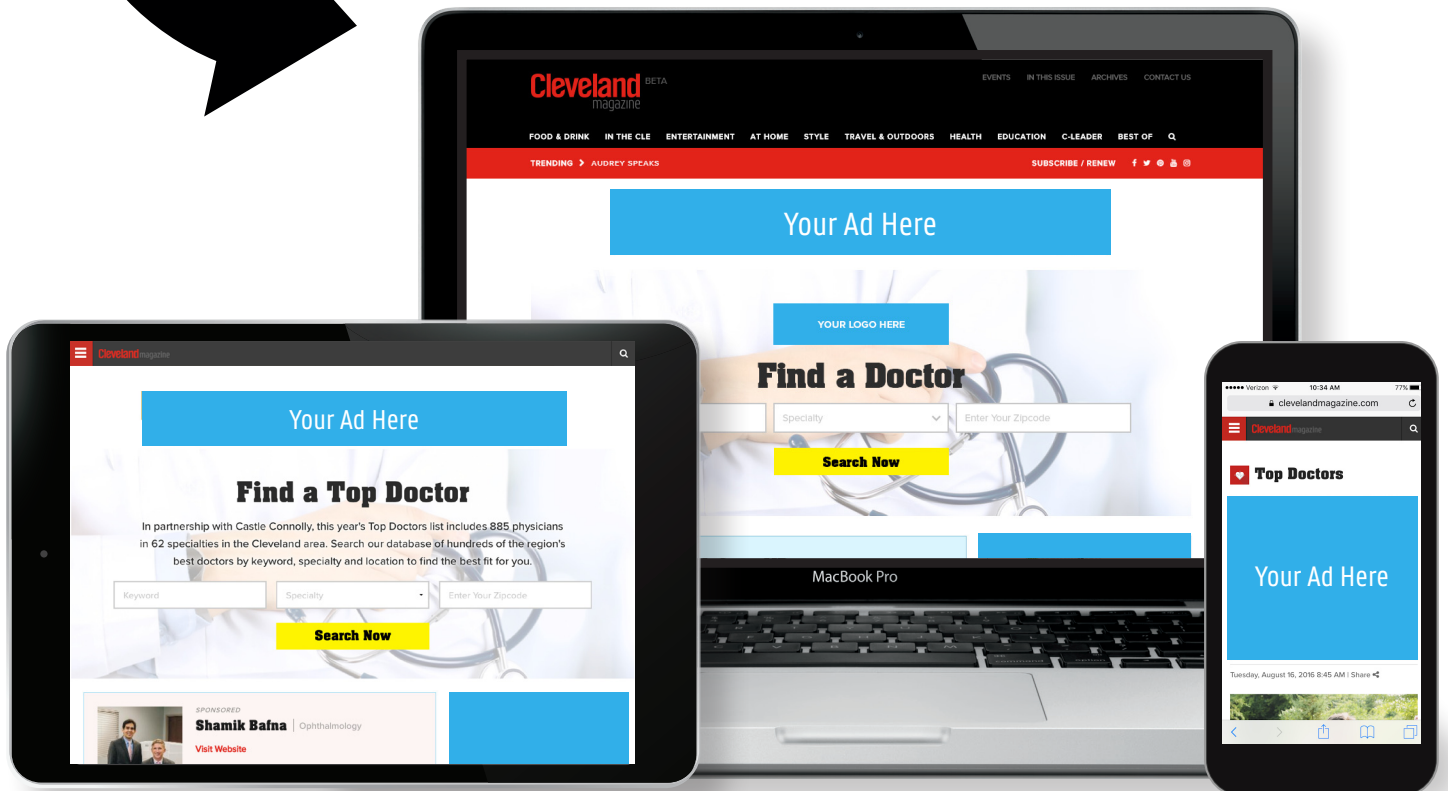 Cleveland BETA
magazine
EVENTS IN THIS ISSUE ARCHIVES CONTACT US
FOOD & DRINK IN THE CLE ENTERTAINMENT AT HOME STYLE TRAVEL & OUTDOORS HEALTH EDUCATION C-LEADER BEST OF
TRENDING > AUDREY SPEAKS
SUBSCRIBE / RENEW
Your Ad Here
YOUR LOGO HERE
Find a Doctor
Specialty
Enter Your Zipcode
Search Now
MacBook Pro
Cleveland magazine
Your Ad Here
Find a Top Doctor
In partnership with Castle Connolly, this year's Top Doctors list includes 885 physicians
in 62 specialties in the Cleveland area. Search our database of hundreds of the region's
best doctors by keyword, specialty and location to find the best fit for you.
Keyword
Specialty
Enter Your Zipcode
Search Now
SPONSORED
Shamik Bafna | Ophthalmology
Visit Website
Verizon 10:34 AM 77%
clevelandmagazine.com
Cleveland magazine
Top Doctors
Your Ad Here
Tuesday, August 16, 2016 8:45 AM | Share